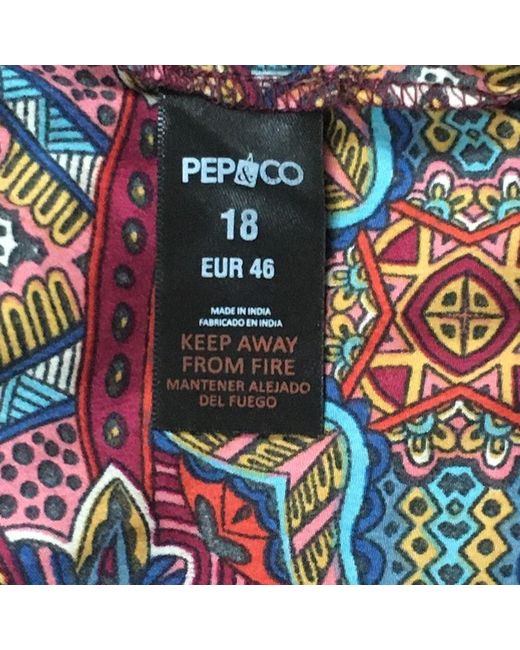 PEP&CO
18
EUR 46
MADE IN INDIA
FABRICADO EN INDIA
KEEP AWAY
FROM FIRE
MANTENER ALEJADO
DEL FUEGO